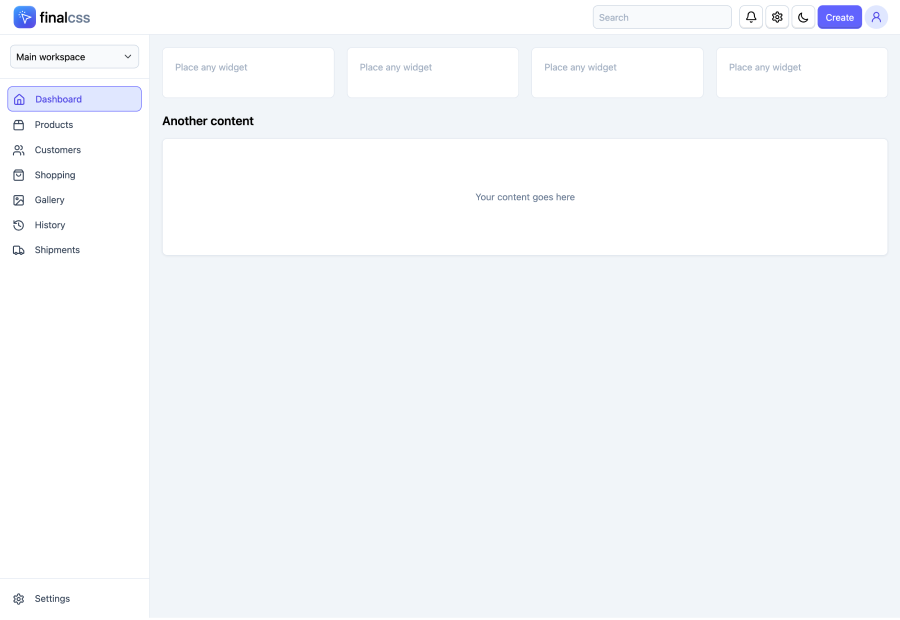 finalcss
Search
Create
Main workspace
Dashboard
Products
Customers
Shopping
Gallery
History
Shipments
Settings
Place any widget
Place any widget
Place any widget
Place any widget
Another content
Your content goes here